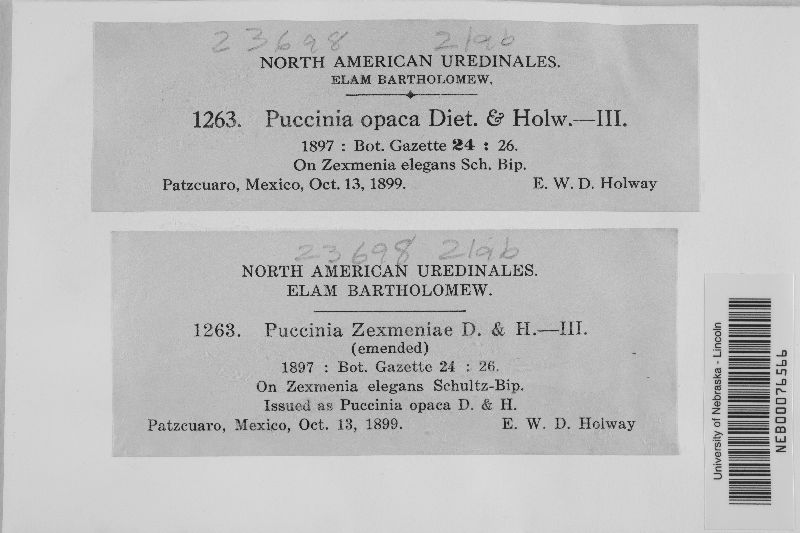 23698 21ab
NORTH AMERICAN UREDINALES.
ELAM BARTHOLOMEW.
1263. Puccinia opaca Diet. & Holw.—III.
1897 : Bot. Gazette 24 : 26.
On Zexmenia elegans Sch. Bip.
Patzcuaro, Mexico, Oct. 13, 1899. E. W. D. Holway
23698 21ab
NORTH AMERICAN UREDINALES.
ELAM BARTHOLOMEW.
1263. Puccinia Zexmeniae D. & H.—III.
(emended)
1897 : Bot. Gazette 24 : 26.
On Zexmenia elegans Schultz-Bip.
Issued as Puccinia opaca D. & H.
Patzcuaro, Mexico, Oct. 13, 1899. E. W. D. Holway
University of Nebraska - Lincoln
NEB00076566